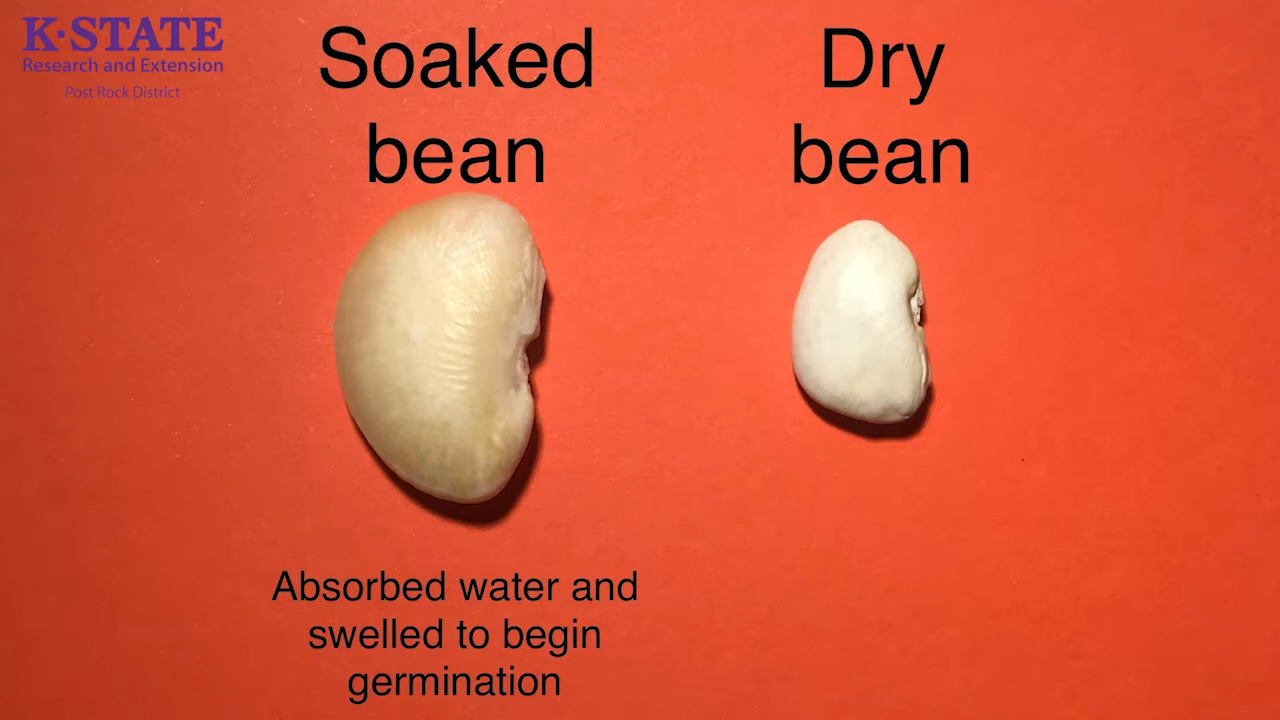 K·STATE
Research and Extension
Post Rock District
Soaked
bean
Dry
bean
Absorbed water and
swelled to begin
germination